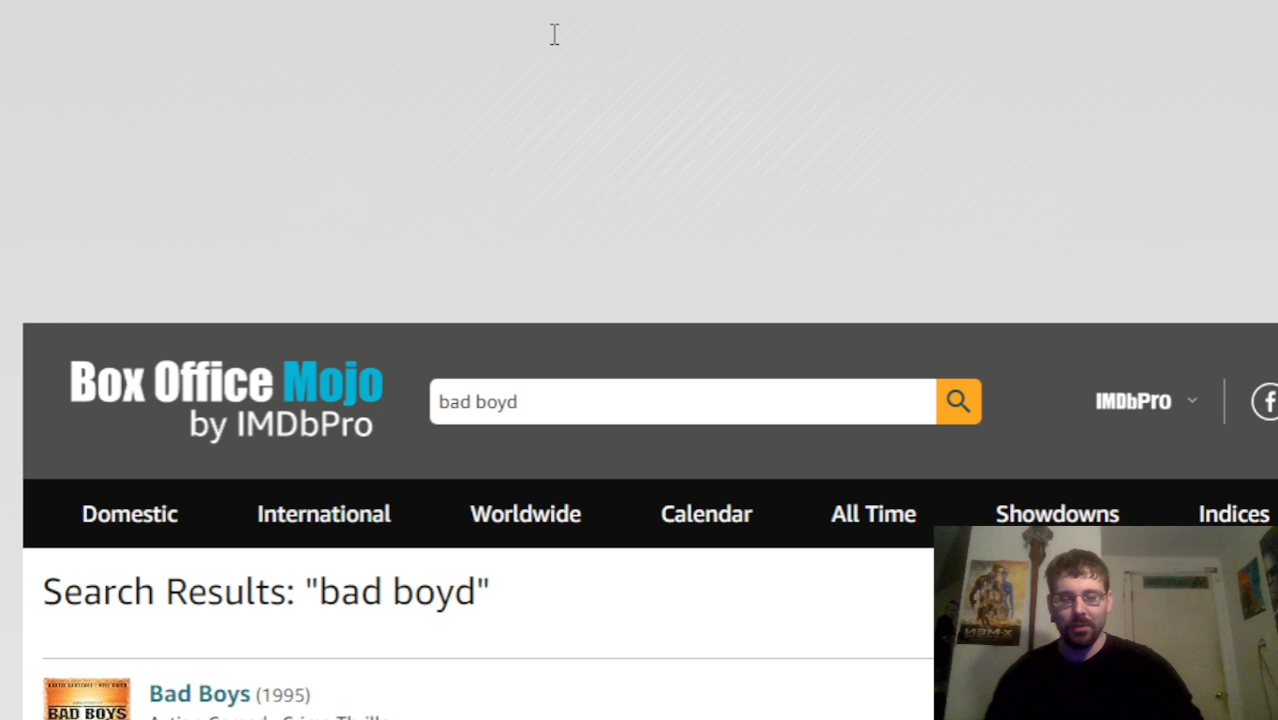 Box Office Mojo
by IMDbPro
bad boyd
IMDbPro
Domestic International Worldwide Calendar All Time Showdowns Indices
Search Results: "bad boyd"
Bad Boys (1995)
BAD BOYS